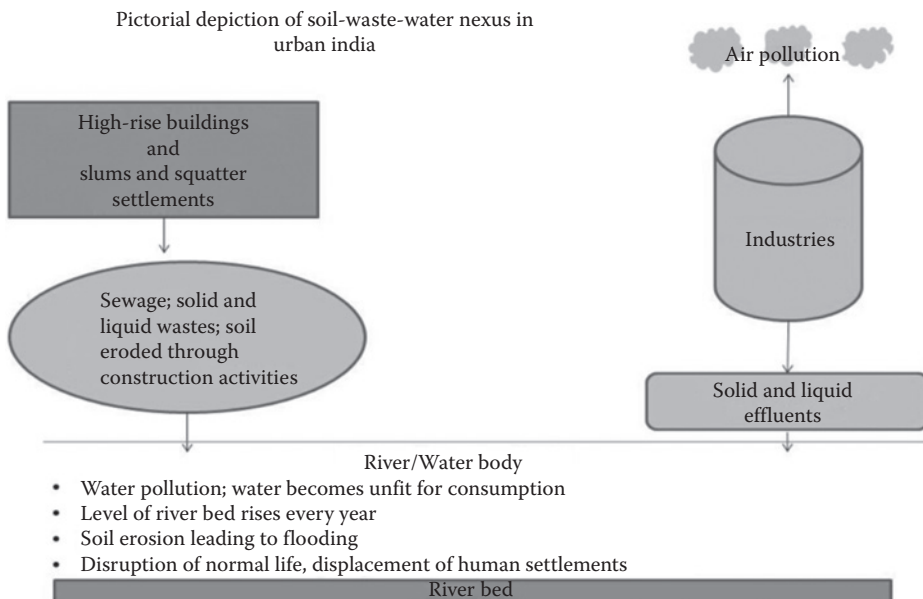 Pictorial depiction of soil-waste-water nexus in
urban india
Air pollution
High-rise buildings
and
slums and squatter
settlements
Industries
Sewage; solid and
liquid wastes; soil
eroded through
construction activities
Solid and liquid
effluents
River/Water body
• Water pollution; water becomes unfit for consumption
• Level of river bed rises every year
• Soil erosion leading to flooding
• Disruption of normal life, displacement of human settlements
River bed